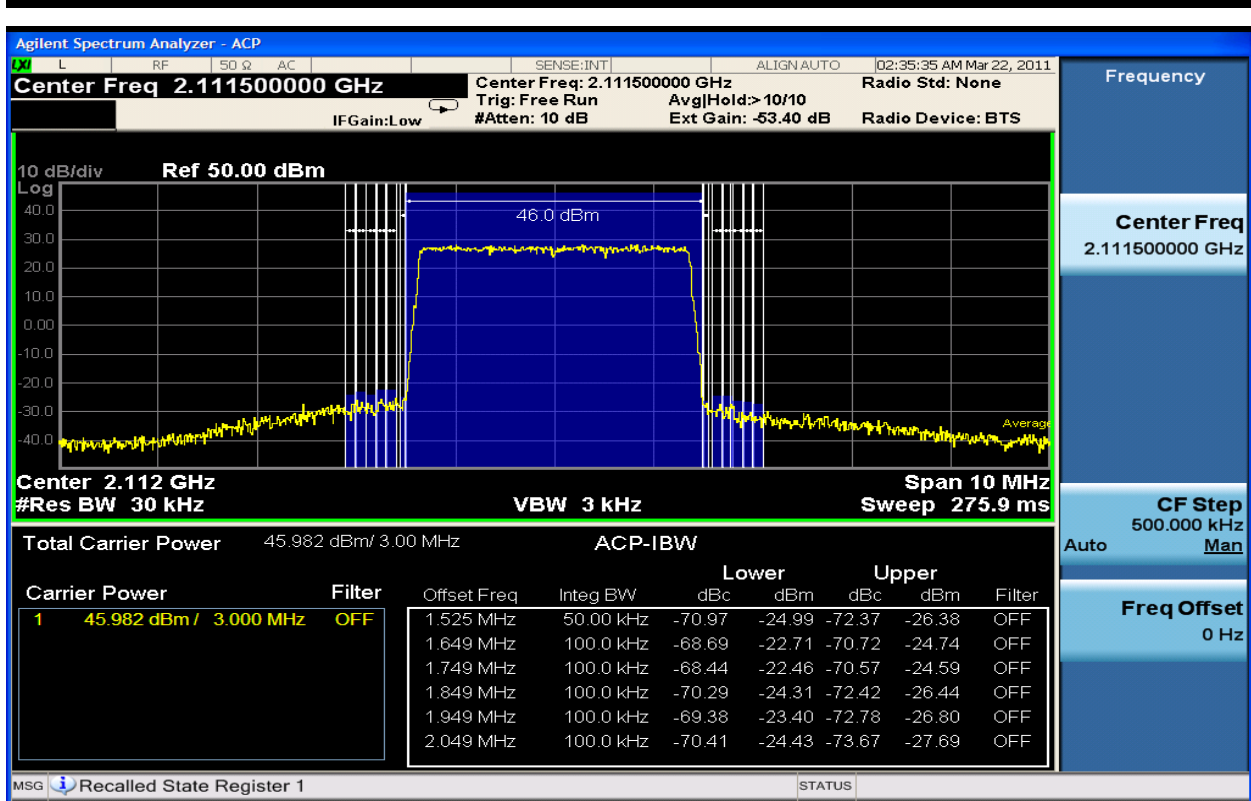 Agilent Spectrum Analyzer - ACP
LXI L RF 50 Ω AC SENSE:INT ALIGN AUTO 02:35:35 AM Mar 22, 2011
Center Freq 2.111500000 GHz
Center Freq: 2.111500000 GHz Radio Std: None
Trig: Free Run Avg|Hold:>10/10
IFGain:Low #Atten: 10 dB Ext Gain: -53.40 dB Radio Device: BTS
10 dB/div Ref 50.00 dBm
Log
40.0
30.0
20.0
10.0
0.00
-10.0
-20.0
-30.0
-40.0
46.0 dBm
Average
Center 2.112 GHz Span 10 MHz
#Res BW 30 kHz VBW 3 kHz Sweep 275.9 ms
Total Carrier Power 45.982 dBm/ 3.00 MHz ACP-IBW
Lower Upper
Carrier Power Filter Offset Freq Integ BW dBc dBm dBc dBm Filter
1 45.982 dBm / 3.000 MHz OFF 1.525 MHz 50.00 kHz -70.97 -24.99 -72.37 -26.38 OFF
1.649 MHz 100.0 kHz -68.69 -22.71 -70.72 -24.74 OFF
1.749 MHz 100.0 kHz -68.44 -22.46 -70.57 -24.59 OFF
1.849 MHz 100.0 kHz -70.29 -24.31 -72.42 -26.44 OFF
1.949 MHz 100.0 kHz -69.38 -23.40 -72.78 -26.80 OFF
2.049 MHz 100.0 kHz -70.41 -24.43 -73.67 -27.69 OFF
MSG Recalled State Register 1 STATUS
Frequency
Center Freq
2.111500000 GHz
CF Step
500.000 kHz
Auto Man
Freq Offset
0 Hz